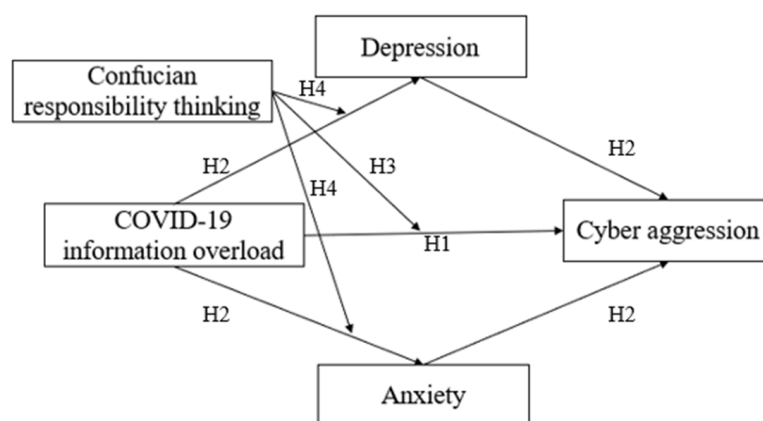 Depression
Confucian
responsibility thinking
H4
H2
H3
H2
H4
COVID-19
information overload
H1
Cyber aggression
H2
H2
Anxiety